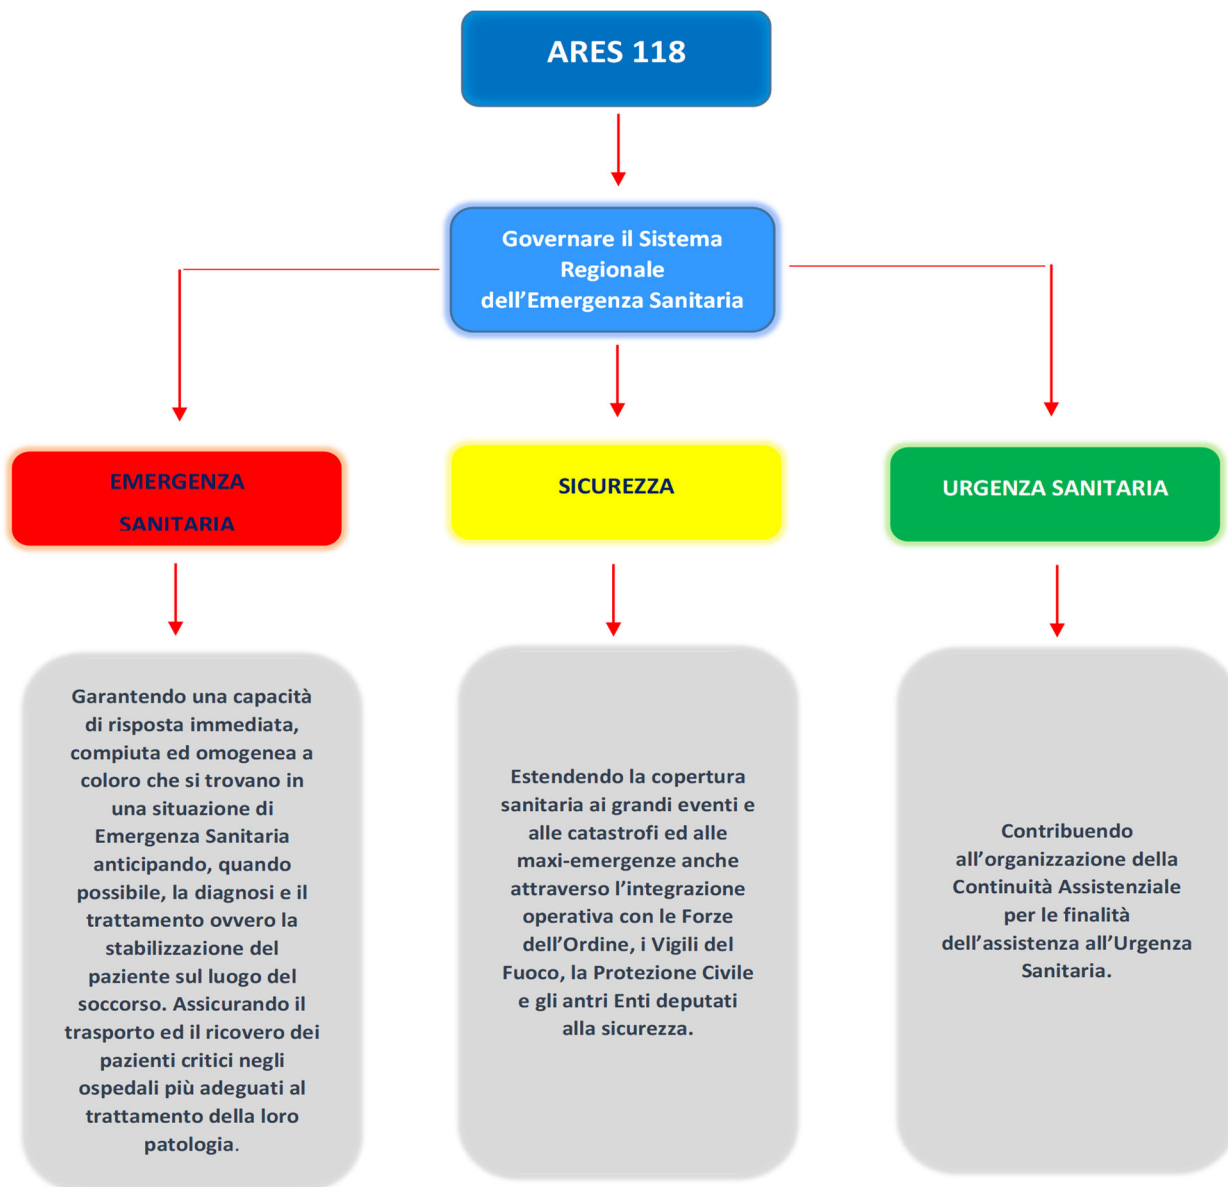 ARES 118
Governare il Sistema
Regionale
dell’Emergenza Sanitaria
EMERGENZA
SANITARIA
SICUREZZA
URGENZA SANITARIA
Garantendo una capacità
di risposta immediata,
compiuta ed omogenea a
coloro che si trovano in
una situazione di
Emergenza Sanitaria
anticipando, quando
possibile, la diagnosi e il
trattamento ovvero la
stabilizzazione del
paziente sul luogo del
soccorso. Assicurando il
trasporto ed il ricovero dei
pazienti critici negli
ospedali più adeguati al
trattamento della loro
patologia.
Estendendo la copertura
sanitaria ai grandi eventi e
alle catastrofi ed alle
maxi-emergenze anche
attraverso l’integrazione
operativa con le Forze
dell’Ordine, i Vigili del
Fuoco, la Protezione Civile
e gli antri Enti deputati
alla sicurezza.
Contribuendo
all’organizzazione della
Continuità Assistenziale
per le finalità
dell’assistenza all’Urgenza
Sanitaria.